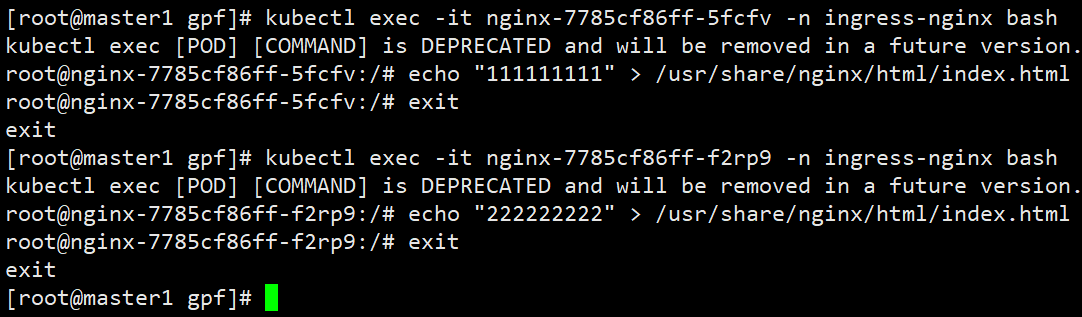 [root@master1 gpf]# kubectl exec -it nginx-7785cf86ff-5fcfv -n ingress-nginx bash
kubectl exec [POD] [COMMAND] is DEPRECATED and will be removed in a future version.
root@nginx-7785cf86ff-5fcfv:/# echo "111111111" > /usr/share/nginx/html/index.html
root@nginx-7785cf86ff-5fcfv:/# exit
exit
[root@master1 gpf]# kubectl exec -it nginx-7785cf86ff-f2rp9 -n ingress-nginx bash
kubectl exec [POD] [COMMAND] is DEPRECATED and will be removed in a future version.
root@nginx-7785cf86ff-f2rp9:/# echo "222222222" > /usr/share/nginx/html/index.html
root@nginx-7785cf86ff-f2rp9:/# exit
exit
[root@master1 gpf]#